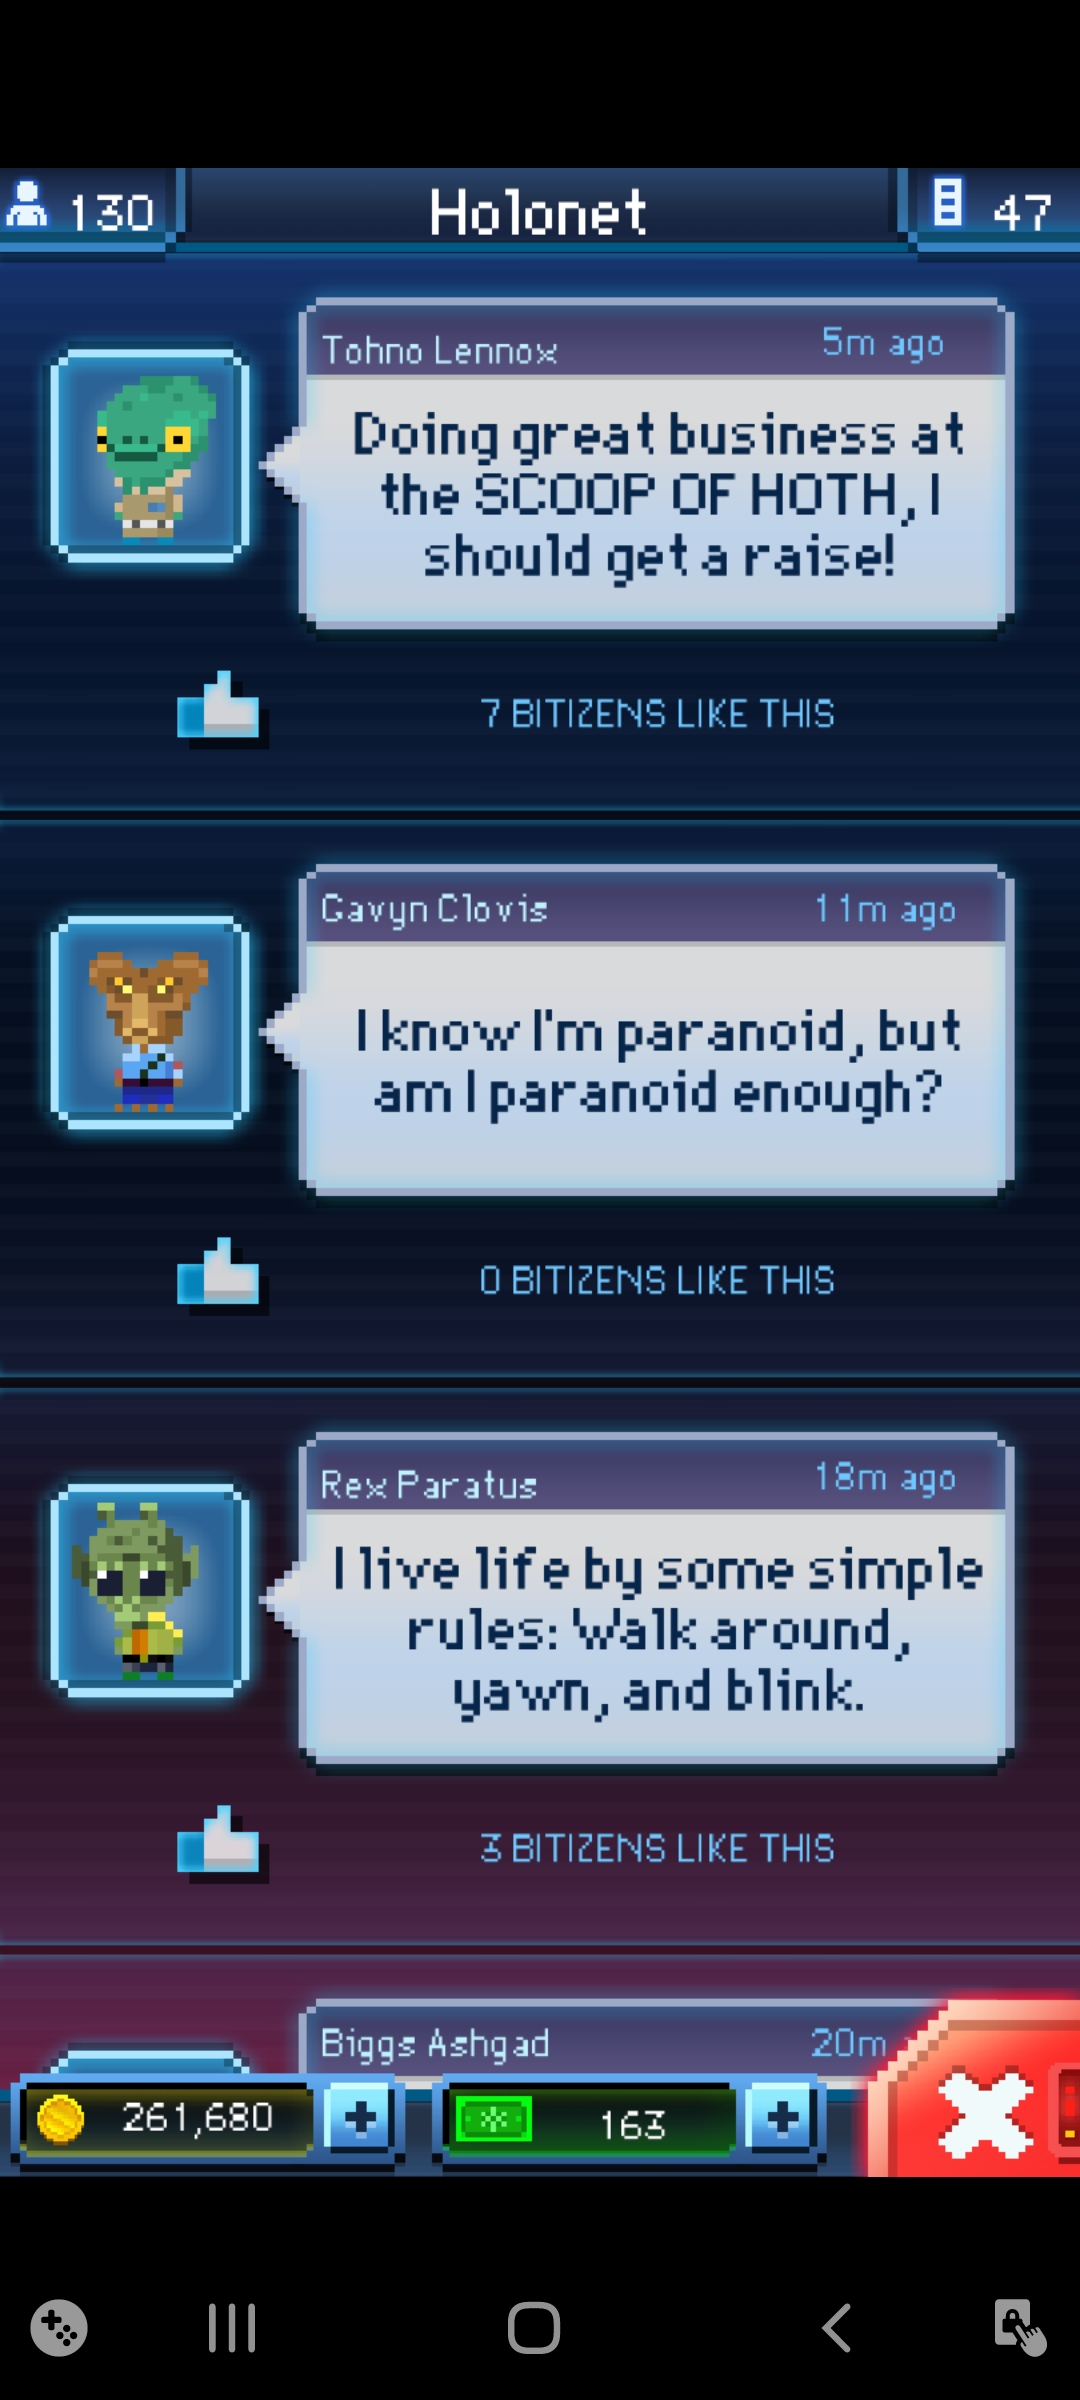 130
Holonet
47
Tohno Lennox
5m ago
Doing great business at
the SCOOP OF HOTH, I
should get a raise!
7 BITIZENS LIKE THIS
Gavyn Clovis
11m ago
I know I'm paranoid, but
am I paranoid enough?
0 BITIZENS LIKE THIS
Rex Paratus
18m ago
I live life by some simple
rules: Walk around,
yawn, and blink.
3 BITIZENS LIKE THIS
Biggs Ashgad
20m
261,680
163